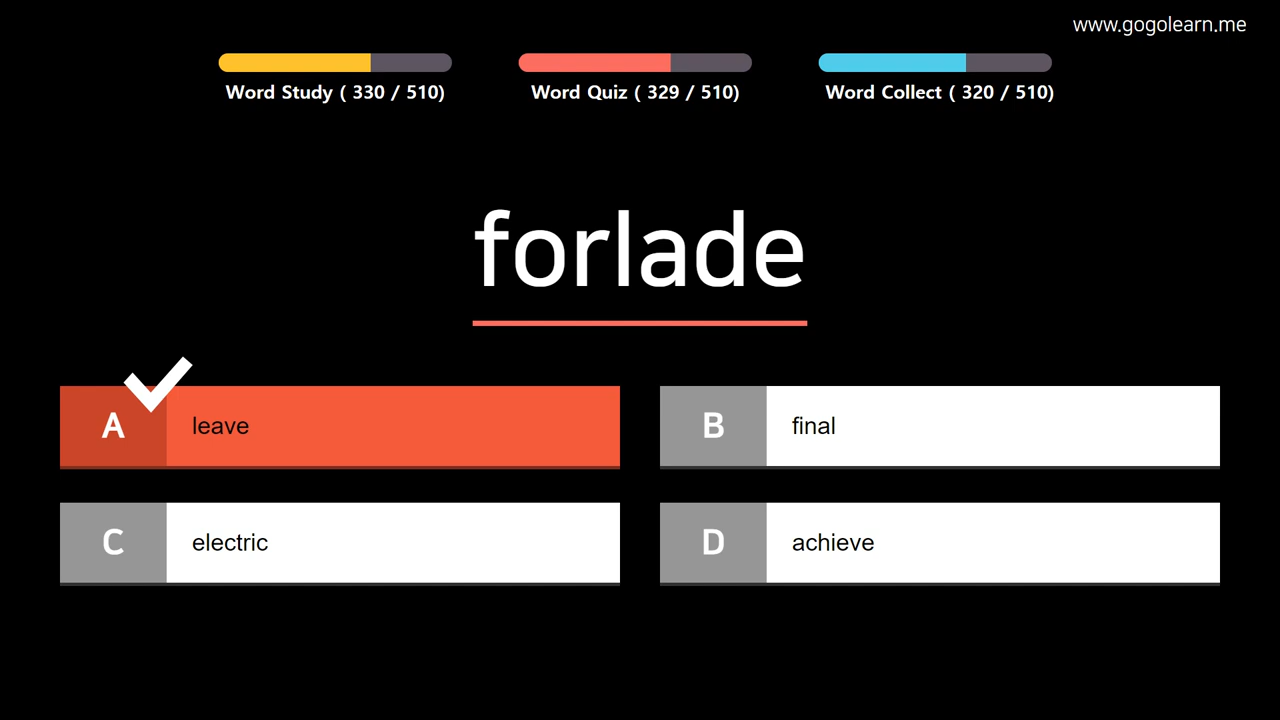 www.gogolearn.me
Word Study ( 330 / 510)
Word Quiz ( 329 / 510)
Word Collect ( 320 / 510)
forlade
A leave
B final
C electric
D achieve